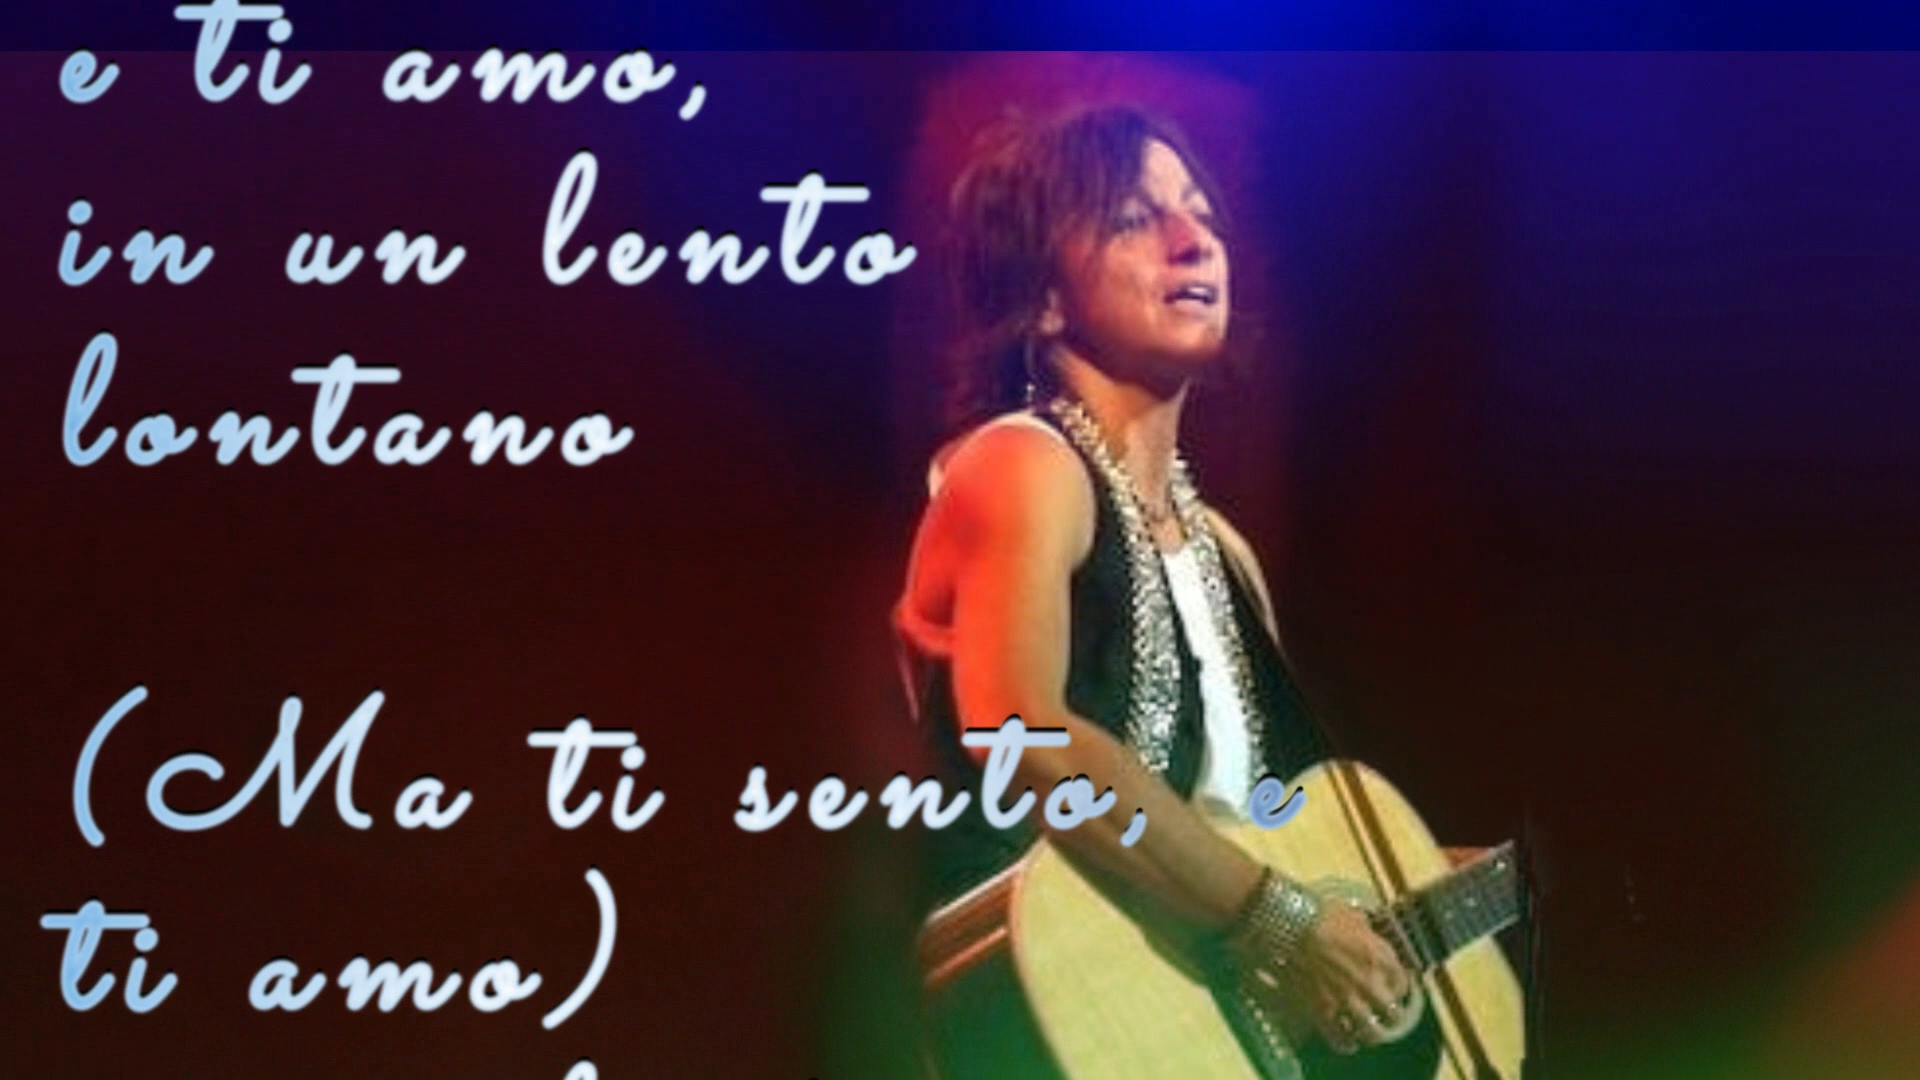 e ti amo,
in un lento
lontano
(Ma ti sento, e
ti amo)